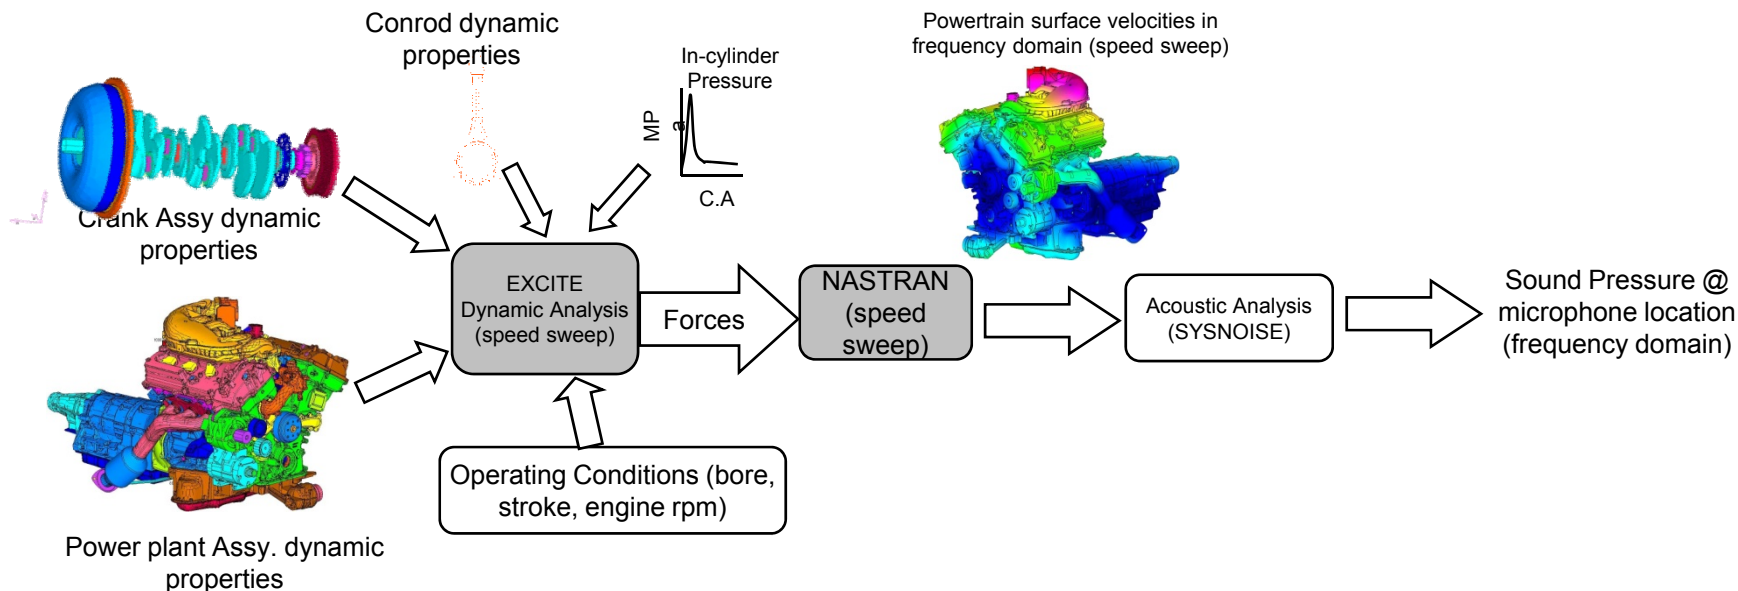 Conrod dynamic
properties
In-cylinder
Pressure
MP
a
C.A
Powertrain surface velocities in
frequency domain (speed sweep)
Crank Assy dynamic
properties
EXCITE
Dynamic Analysis
(speed sweep)
Forces
NASTRAN
(speed
sweep)
Acoustic Analysis
(SYSNOISE)
Sound Pressure @
microphone location
(frequency domain)
Operating Conditions (bore,
stroke, engine rpm)
Power plant Assy. dynamic
properties